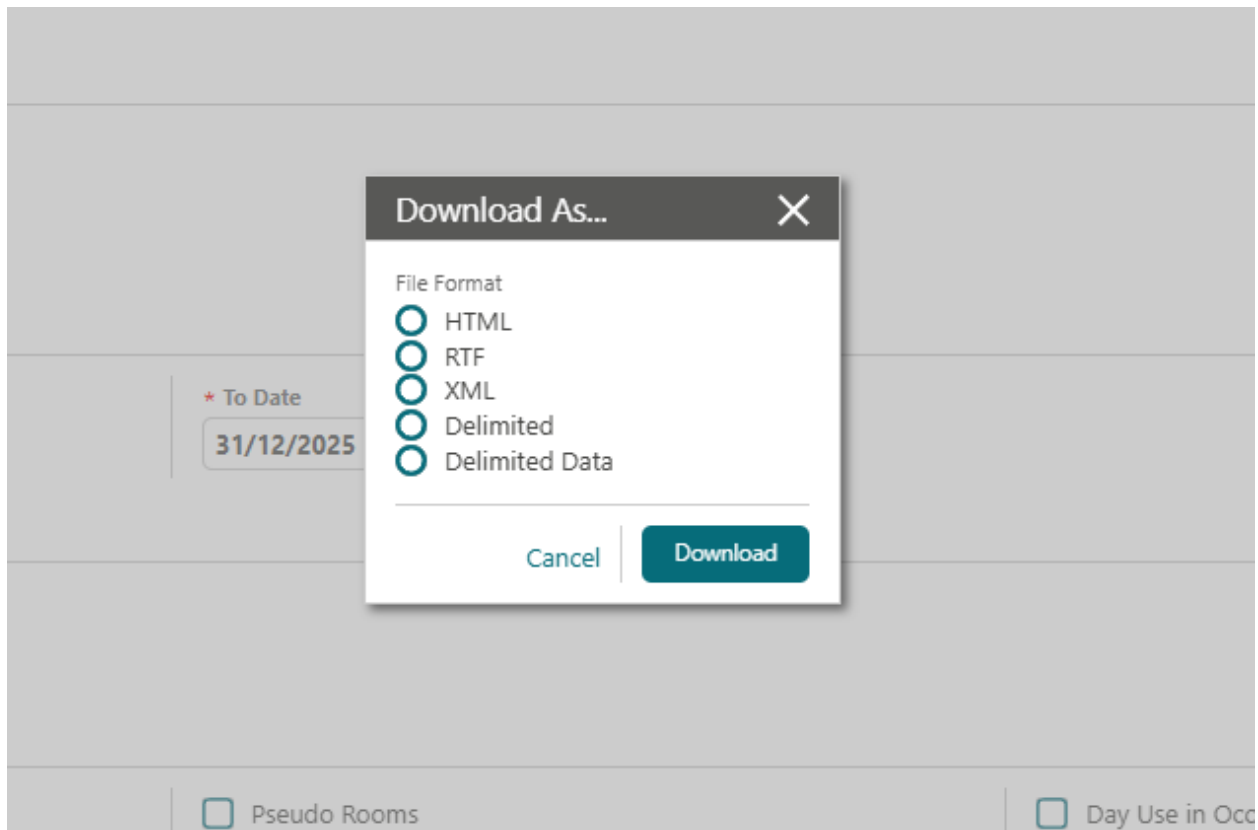 Download As...
File Format
HTML
RTF
XML
Delimited
Delimited Data
Cancel
Download
* To Date
31/12/2025
Pseudo Rooms
Day Use in